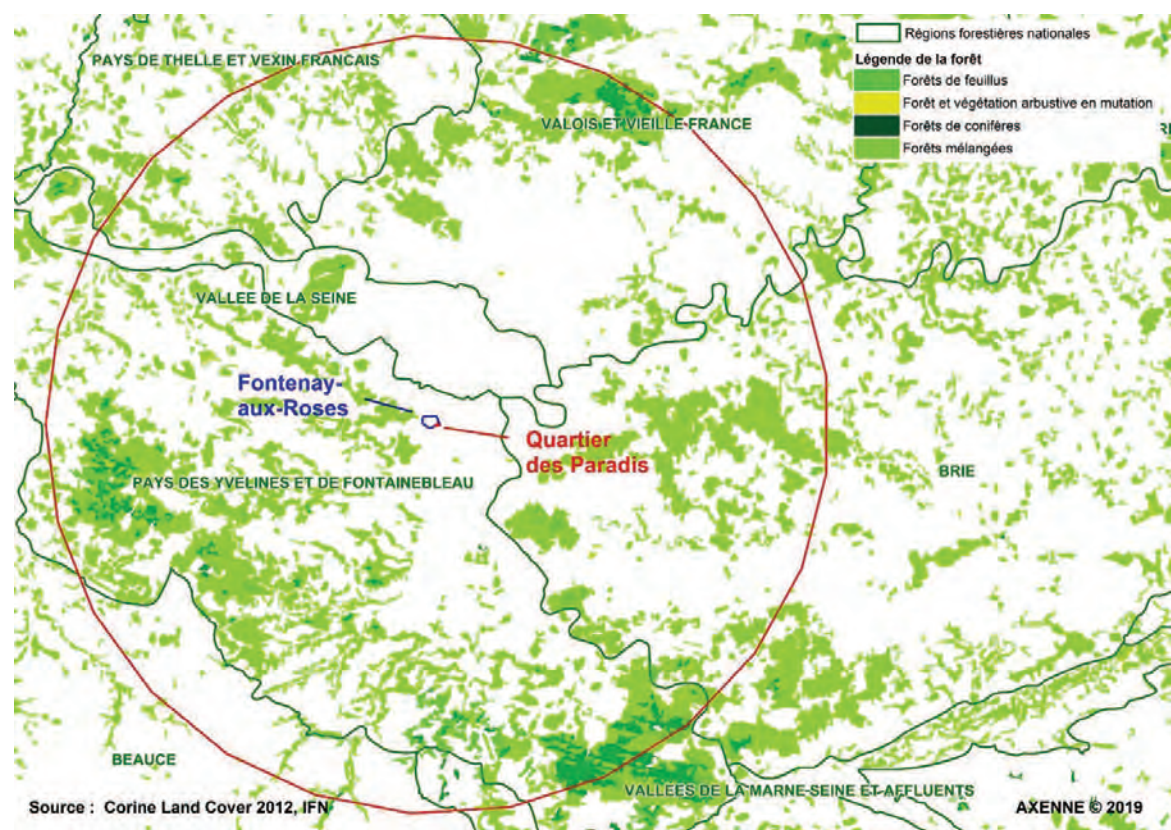 Régions forestières nationales
Légende de la forêt
Forêts de feuillus
Forêt et végétation arbustive en mutation
Forêts de conifères
Forêts mélangées
PAYS DE THELLE ET VEXIN FRANCAIS
VALOIS ET VIEILLE FRANCE
VALLEE DE LA SEINE
Fontenay-
aux-Roses
Quartier
des Paradis
PAYS DES YVELINES ET DE FONTAINEBLEAU
BRIE
BEAUCE
VALLEES DE LA MARNE-SEINE ET AFFLUENTS
Source : Corine Land Cover 2012, IFN
AXENNE © 2019